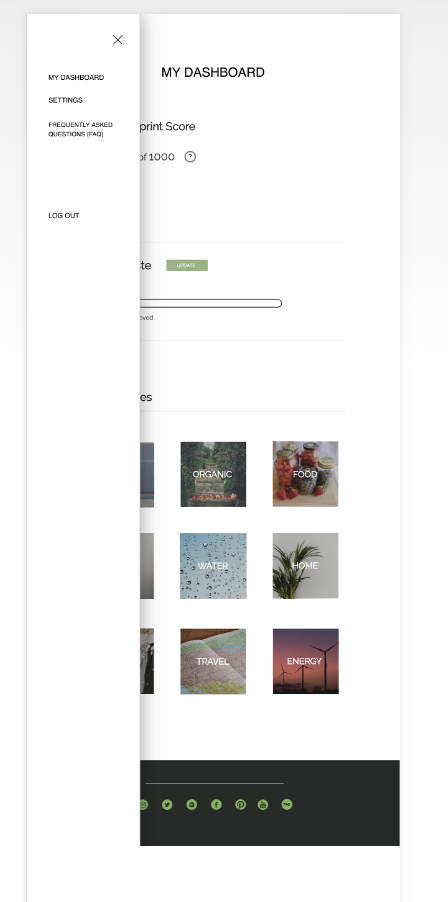 MY DASHBOARD
SETTINGS
FREQUENTLY ASKED
QUESTIONS (FAQ)
LOG OUT
MY DASHBOARD
print Score
of 1000 ?
te
UPDATE
oved
es
ORGANIC
FOOD
WATER
HOME
TRAVEL
ENERGY